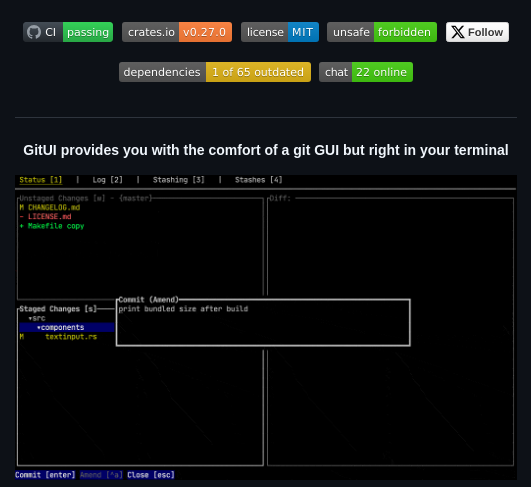 CI passing crates.io v0.27.0 license MIT unsafe forbidden Follow
dependencies 1 of 65 outdated chat 22 online
GitUI provides you with the comfort of a git GUI but right in your terminal
Status [1] | Log [2] | Stashing [3] | Stashes [4]
Unstaged Changes [w] - {master} Diff:
M CHANGELOG.md
- LICENSE.md
+ Makefile copy
Commit (Amend)
print bundled size after build
Staged Changes [s]
▾src
▾components
M textinput.rs
Commit [enter] Amend [^a] Close [esc]